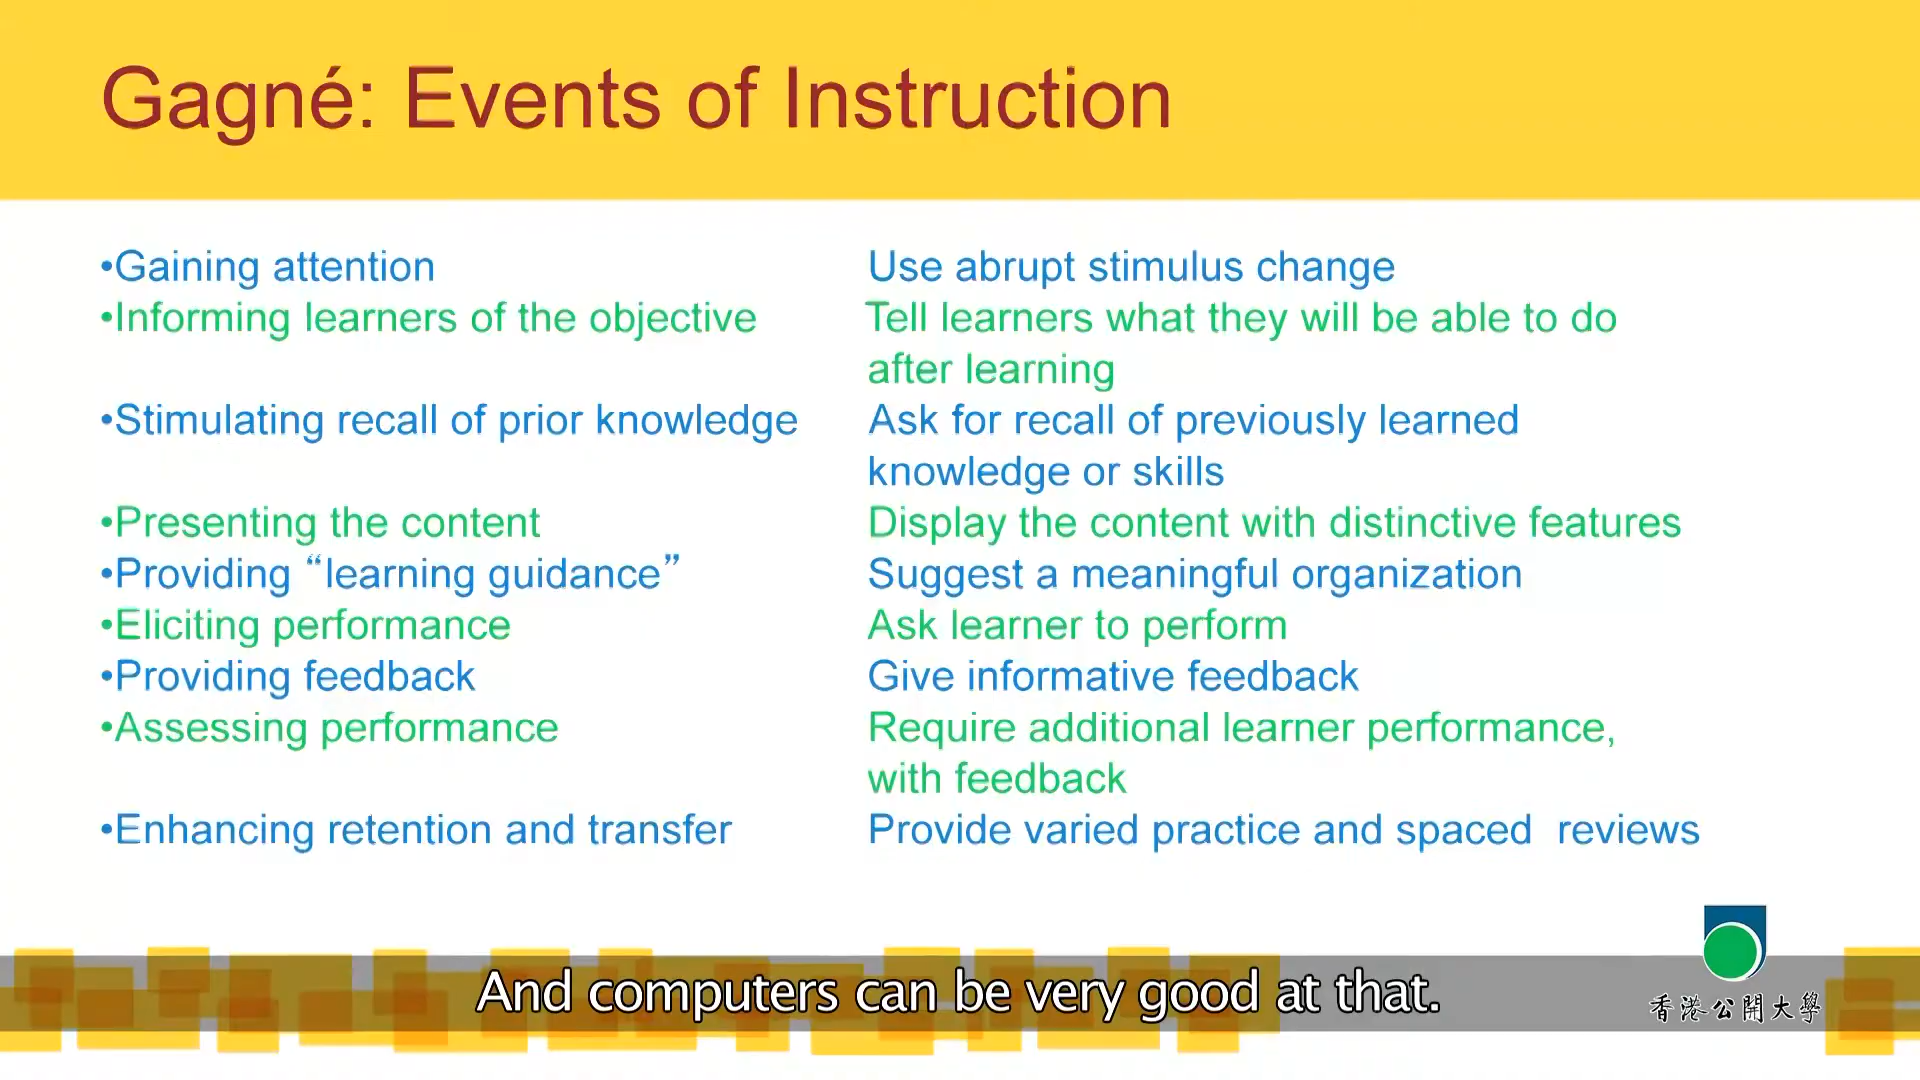 Gagné: Events of Instruction
•Gaining attention
Use abrupt stimulus change
•Informing learners of the objective
Tell learners what they will be able to do
after learning
•Stimulating recall of prior knowledge
Ask for recall of previously learned
knowledge or skills
•Presenting the content
Display the content with distinctive features
•Providing “learning guidance”
Suggest a meaningful organization
•Eliciting performance
Ask learner to perform
•Providing feedback
Give informative feedback
•Assessing performance
Require additional learner performance,
with feedback
•Enhancing retention and transfer
Provide varied practice and spaced  reviews
And computers can be very good at that.
香港公開大學